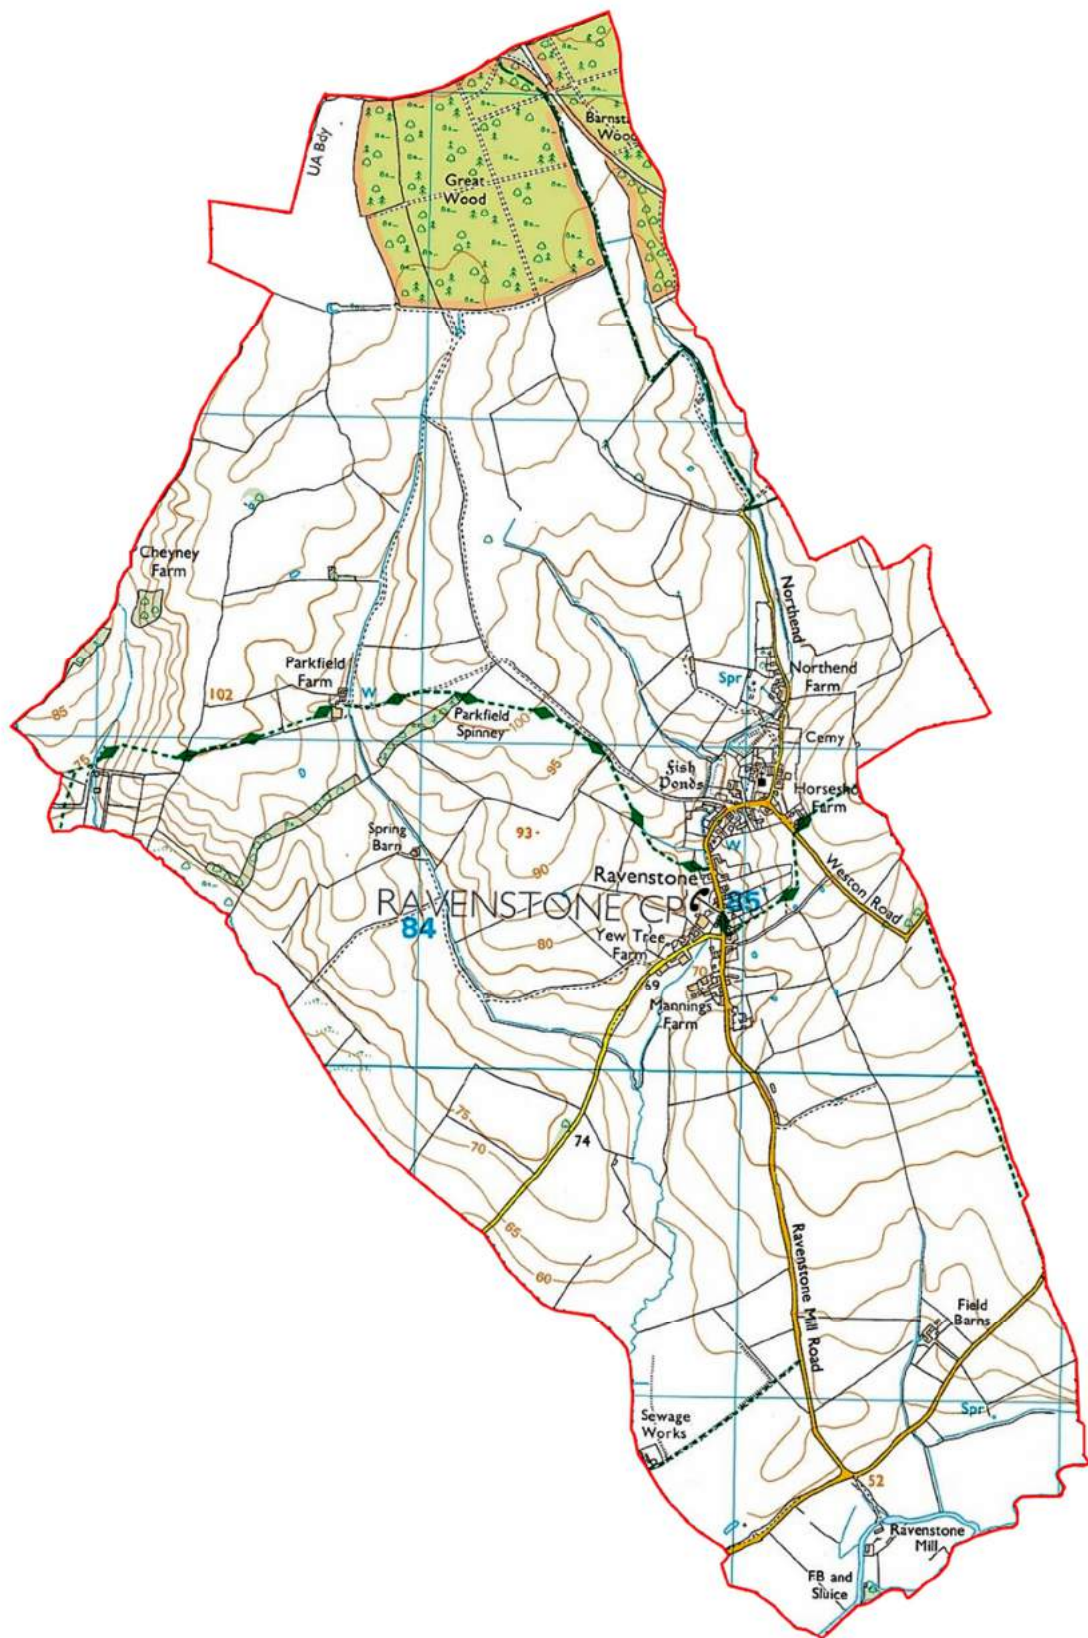 UA Bdy
Barnsta
Wood
Great
Wood
Cheyney
Farm
Northend
Parkfield
Farm
Northend
Farm
Spr
102
W
85
Parkfield
Spinney
100
Cemy
75
95
Fish
Ponds
Horsesho
Farm
Spring
Barn
93
W
90
Ravenstone
Weston Road
RAVENSTONE CP
85
84
Yew Tree
Farm
80
70
69
Mannings
Farm
75
74
70
65
60
Ravenstone Mill Road
Field
Barns
Spr
Sewage
Works
52
Ravenstone
Mill
FB and
Sluice